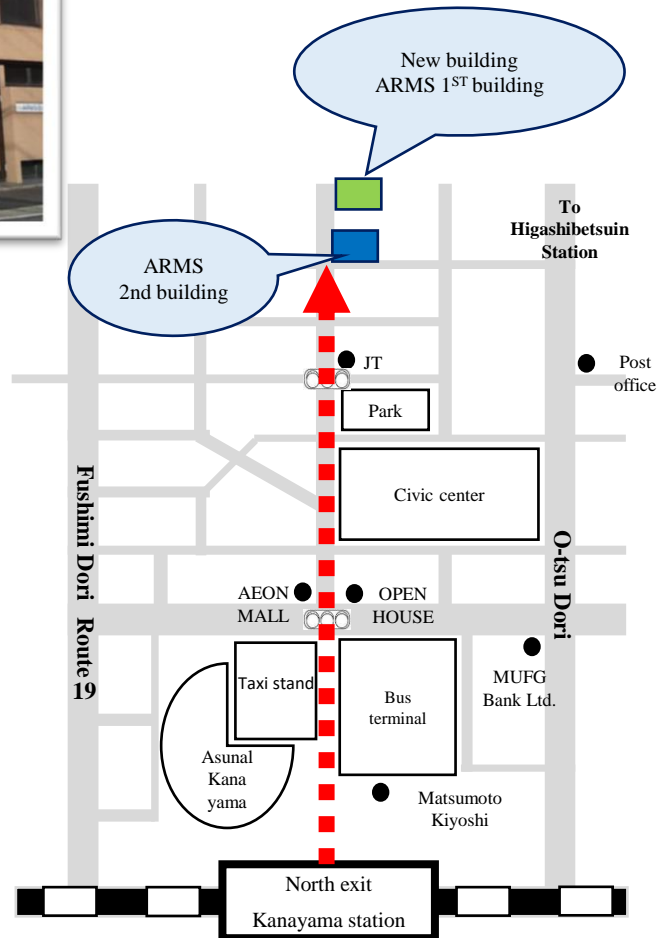 New building
ARMS 1ST building
To
Higashibetsuin
Station
ARMS
2nd building
JT
Post
office
Park
Civic center
Fushimi Dori Route 19
O-tsu Dori
AEON
MALL
OPEN
HOUSE
Taxi stand
Bus
terminal
MUFG
Bank Ltd.
Asunal
Kana
yama
Matsumoto
Kiyoshi
North exit
Kanayama station